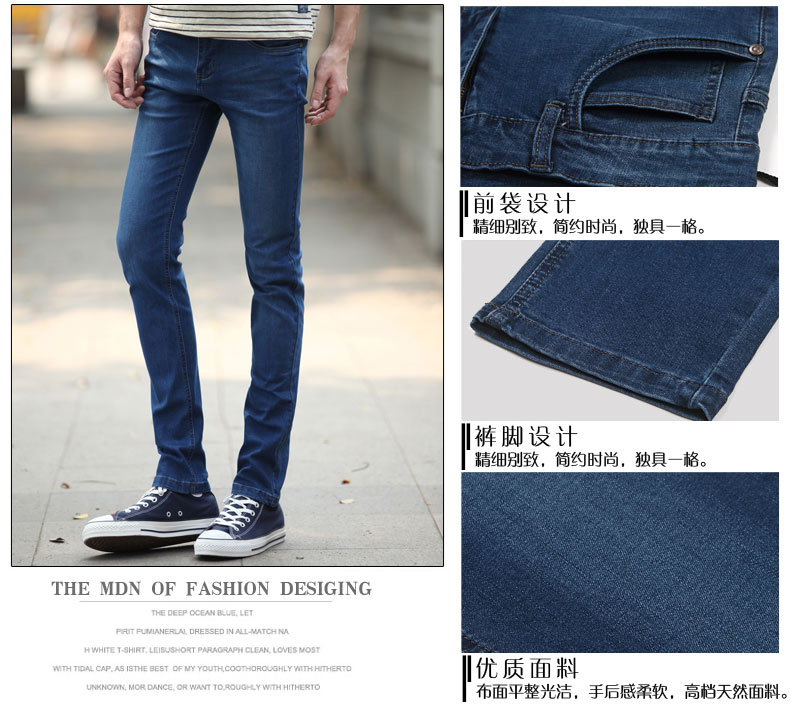 THE MDN OF FASHION DESIGING
THE DEEP OCEAN BLUE, LET
PIRIT PUMIANERLAI, DRESSED IN ALL-MATCH NA
H WHITE T-SHIRT, LEISUSHORT PARAGRAPH CLEAN, LOVES MOST
WITH TIDAL CAP, AS ISTHE BEST OF MY YOUTH,COOTHOROUGHLY WITH HITHERTO
UNKNOWN, MOR DANCE, OR WANT TO,ROUGHLY WITH HITHERTO
前袋设计
精细别致，简约时尚，独具一格。
裤脚设计
精细别致，简约时尚，独具一格。
优质面料
布面平整光洁，手后感柔软，高档天然面料。